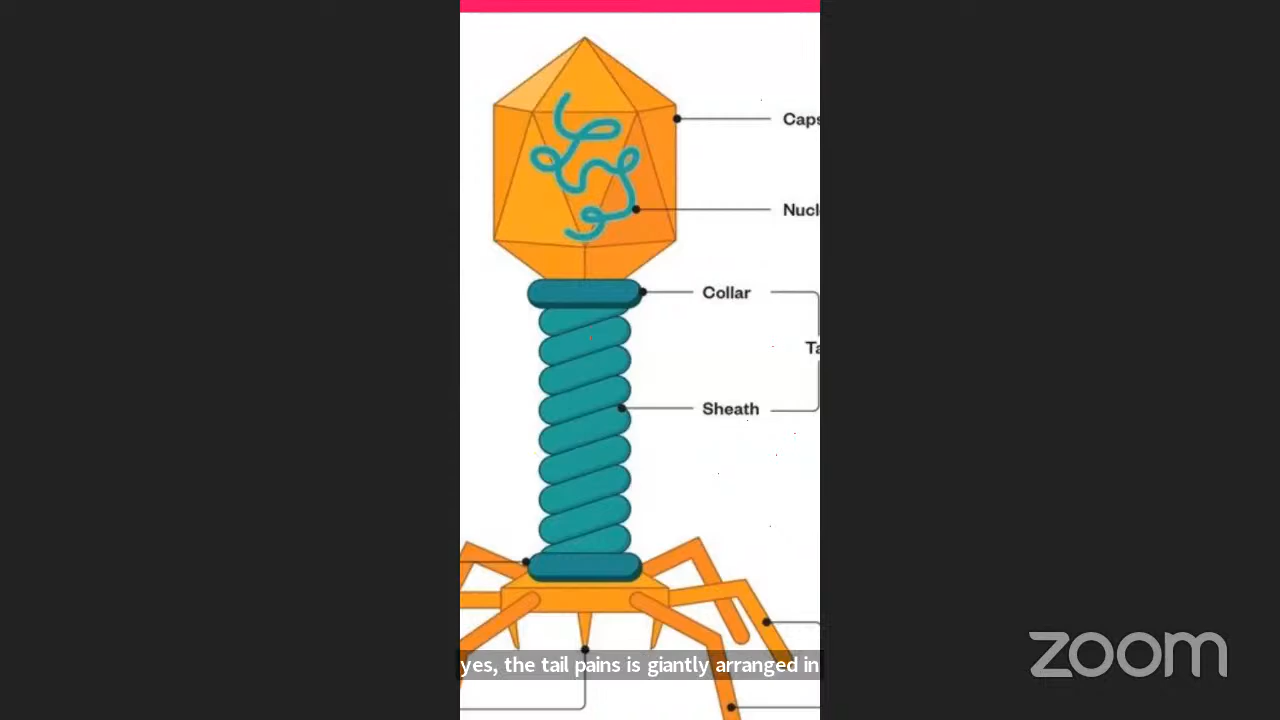 Caps
Nucl
Collar
Ta
Sheath
yes, the tail pains is giantly arranged in
zoom